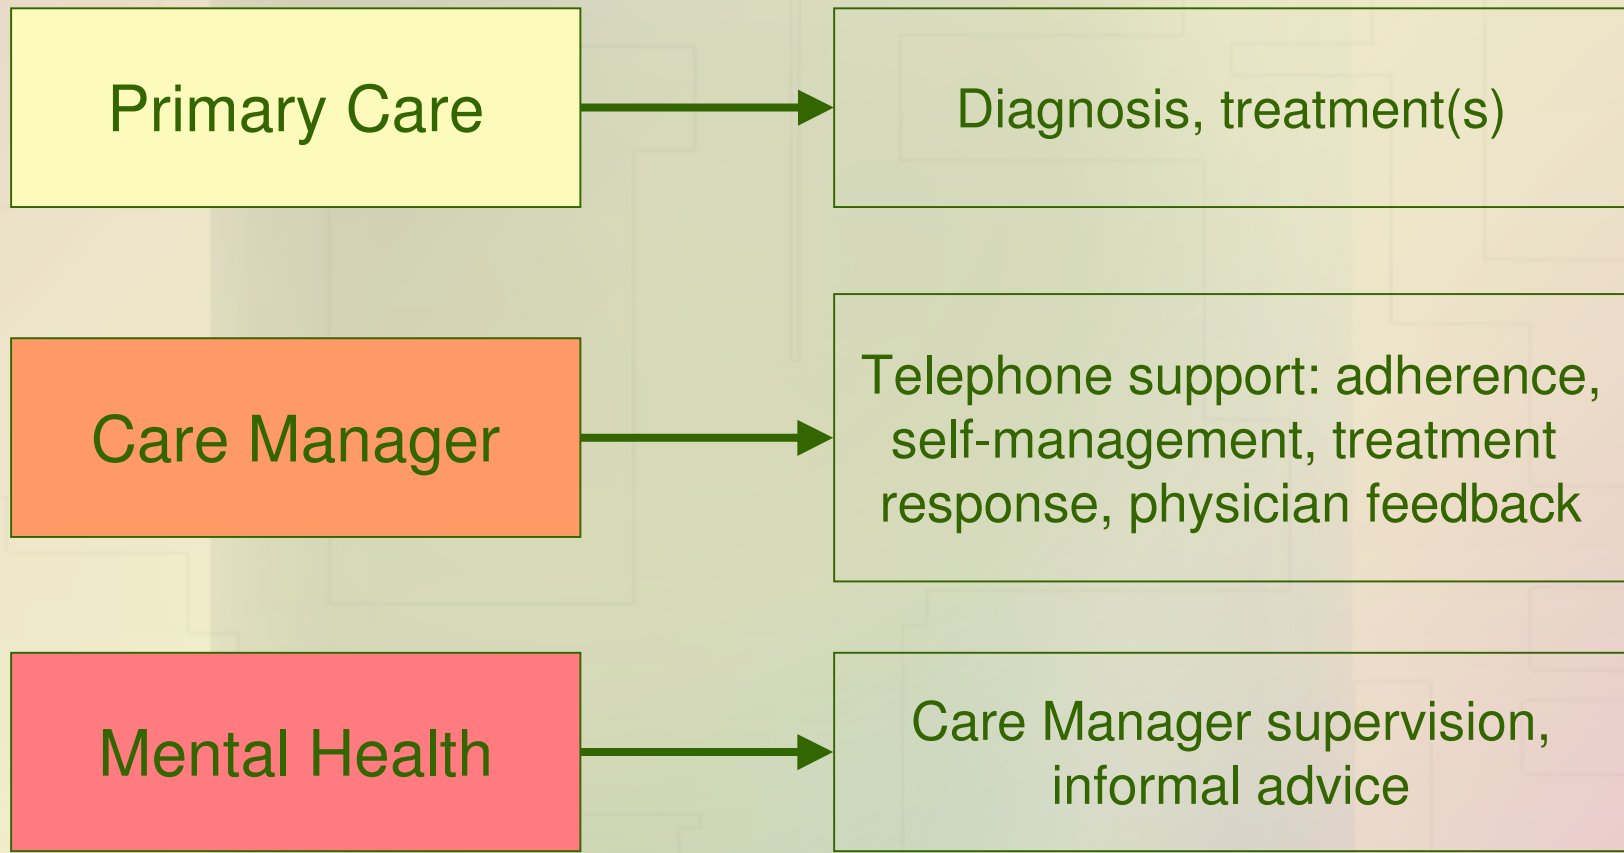 Primary Care
Diagnosis, treatment(s)
Care Manager
Telephone support: adherence,
self-management, treatment
response, physician feedback
Mental Health
Care Manager supervision,
informal advice